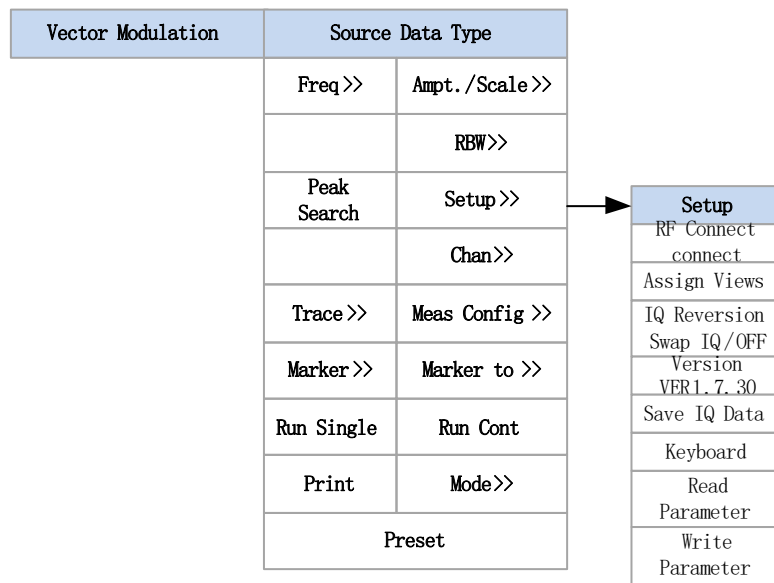 Vector Modulation
Source Data Type
Freq>>
Ampt./Scale>>
RBW>>
Peak
Search
Setup>>
Chan>>
Trace>>
Meas Config >>
Marker>>
Marker to >>
Run Single
Run Cont
Print
Mode>>
Preset
Setup
RF Connect
connect
Assign Views
IQ Reversion
Swap IQ/OFF
Version
VER1.7.30
Save IQ Data
Keyboard
Read
Parameter
Write
Parameter